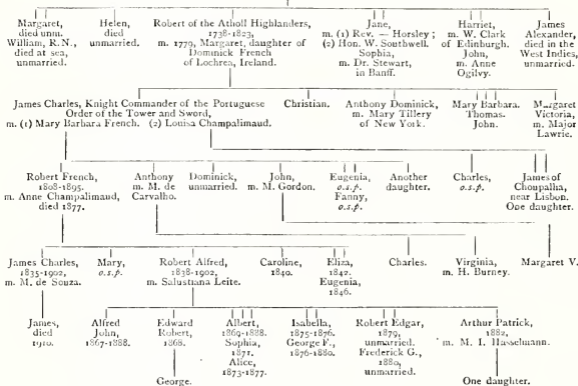 Margaret,
died unm.
William, R.N.,
died at sea,
unmarried.
Helen,
died
unmarried.
Robert of the Atholl Highlanders,
1738-1823,
m. 1779, Margaret, daughter of
Dominick French
of Lochrea, Ireland.
Jane,
m. (1) Rev. — Horsley ;
(2) Hon. W. Southwell.
Sophia,
m. Dr. Stewart,
in Banff.
Harriet,
m. W. Clark
of Edinburgh.
John,
m. Anne
Ogilvy.
James
Alexander,
died in the
West Indies,
unmarried.
James Charles, Knight Commander of the Portuguese
Order of the Tower and Sword,
m. (1) Mary Barbara French. (2) Louisa Champalimaud.
Christian.
Anthony Dominick,
m. Mary Tillery
of New York.
Mary Barbara.
Thomas.
John.
Margaret
Victoria,
m. Major
Lawrie.
Robert French,
1808-1895.
m. Anne Champalimaud,
died 1877.
Anthony
m. M. de
Carvalho.
Dominick,
unmarried.
John,
m. M. Gordon.
Eugenia,
o.s.p.
Fanny,
o.s.p.
Another
daughter.
Charles,
o.s.p.
James of
Choupalha,
near Lisbon.
One daughter.
James Charles,
1835-1902,
m. M. de Souza.
Mary,
o.s.p.
Robert Alfred,
1838-1902,
m. Salustiana Leite.
Caroline,
1840.
Eliza,
1842.
Eugenia,
1846.
Charles.
Virginia,
m. H. Burney.
Margaret V.
James,
died
1910.
Alfred
John,
1867-1888.
Edward
Robert,
1868.
George.
Albert,
1869-1888.
Sophia,
1871.
Alice,
1873-1877.
Isabella,
1875-1876.
George F.,
1876-1880.
Robert Edgar,
1879,
unmarried.
Frederick G.,
1880,
unmarried.
Arthur Patrick,
1882,
m. M. I. Hasselmann.
One daughter.